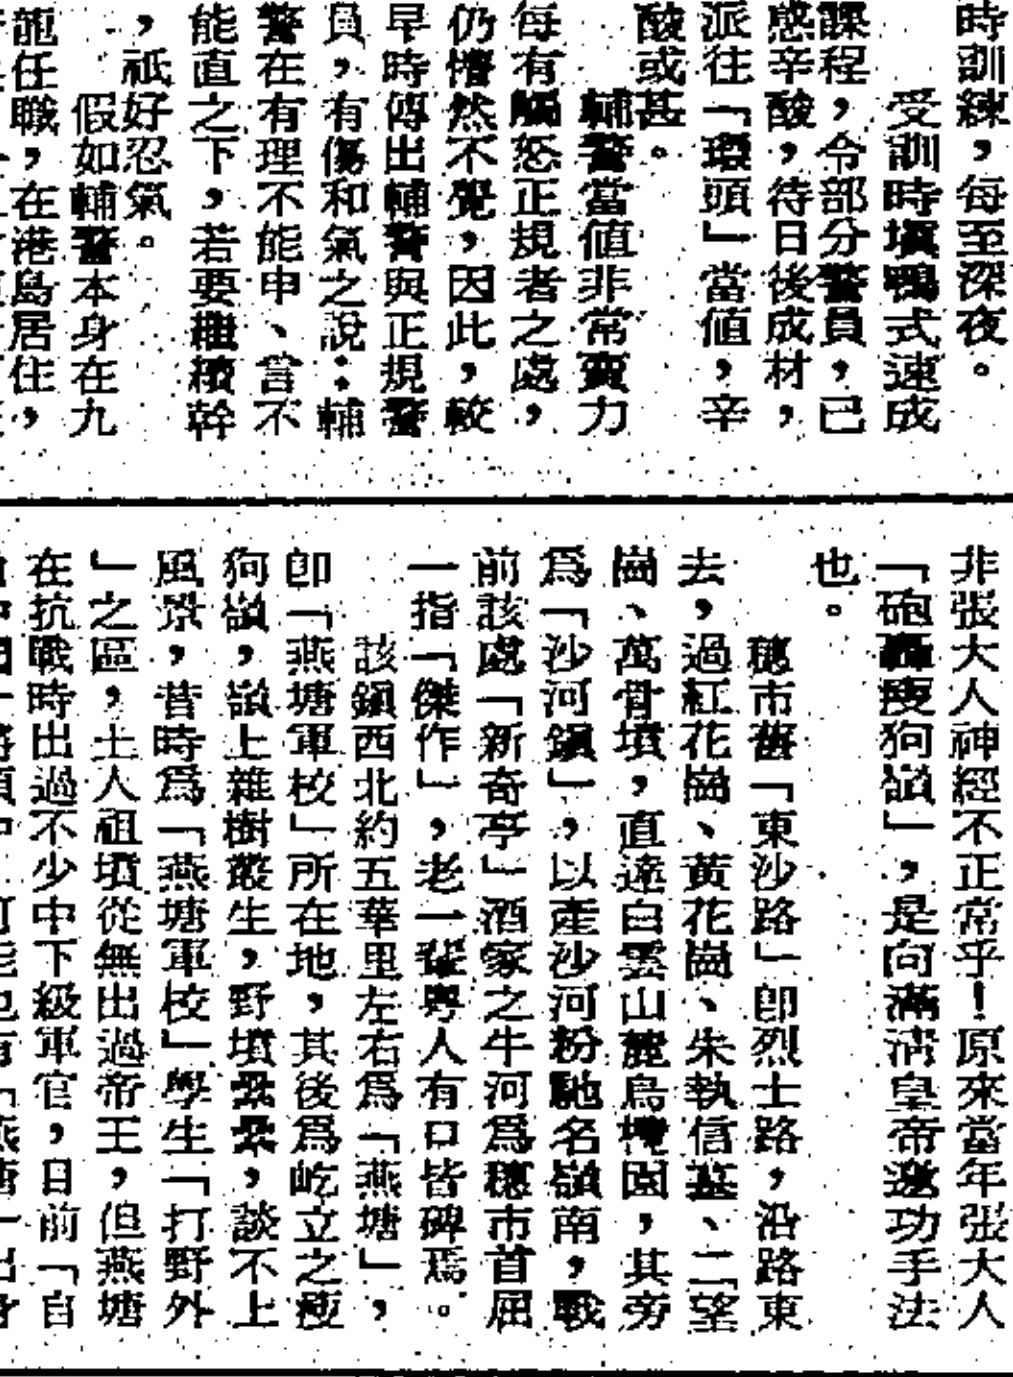 時訓練，每至深夜。
受訓時塡鴨式速成
課程，令部分警員，已
感辛酸，待日後成材，
派往「環頭」當値，辛
酸或甚。
輔警當値非常賣力
每有觸怒正規者之處，
仍懵然不覺，因此，較
早時傳出輔警與正規警
員，有傷和氣之說：輔
警在有理不能申、言不
能直之下，若要繼續幹
，祇好忍氣。
假如輔警本身在九
龍任職，在港島居住，
非張大人神經不正常乎！原來當年張大人
「砲轟瘦狗嶺」，是向滿清皇帝邀功手法
也。
穗市舊「東沙路」卽烈士路，沿路東
去，過紅花崗、黃花崗、朱執信墓、二望
崗、萬骨墳，直達白雲山麓烏 園，其旁
爲「沙河鎭」，以產沙河粉馳名嶺南，戰
前該處「新奇亭」酒家之牛河爲穗市首屈
一指「傑作」，老一輩粵人有口皆碑焉。
該鎭西北約五華里左右爲「燕塘」，
卽「燕塘軍校」所在地，其後爲屹立之瘦
狗嶺，嶺上雜樹叢生，野墳纍纍，談不上
風景，昔時爲「燕塘軍校」學生「打野外
」之區，土人祖墳從無出過帝王，但燕塘
在抗戰時出過不少中下級軍官，日前「自